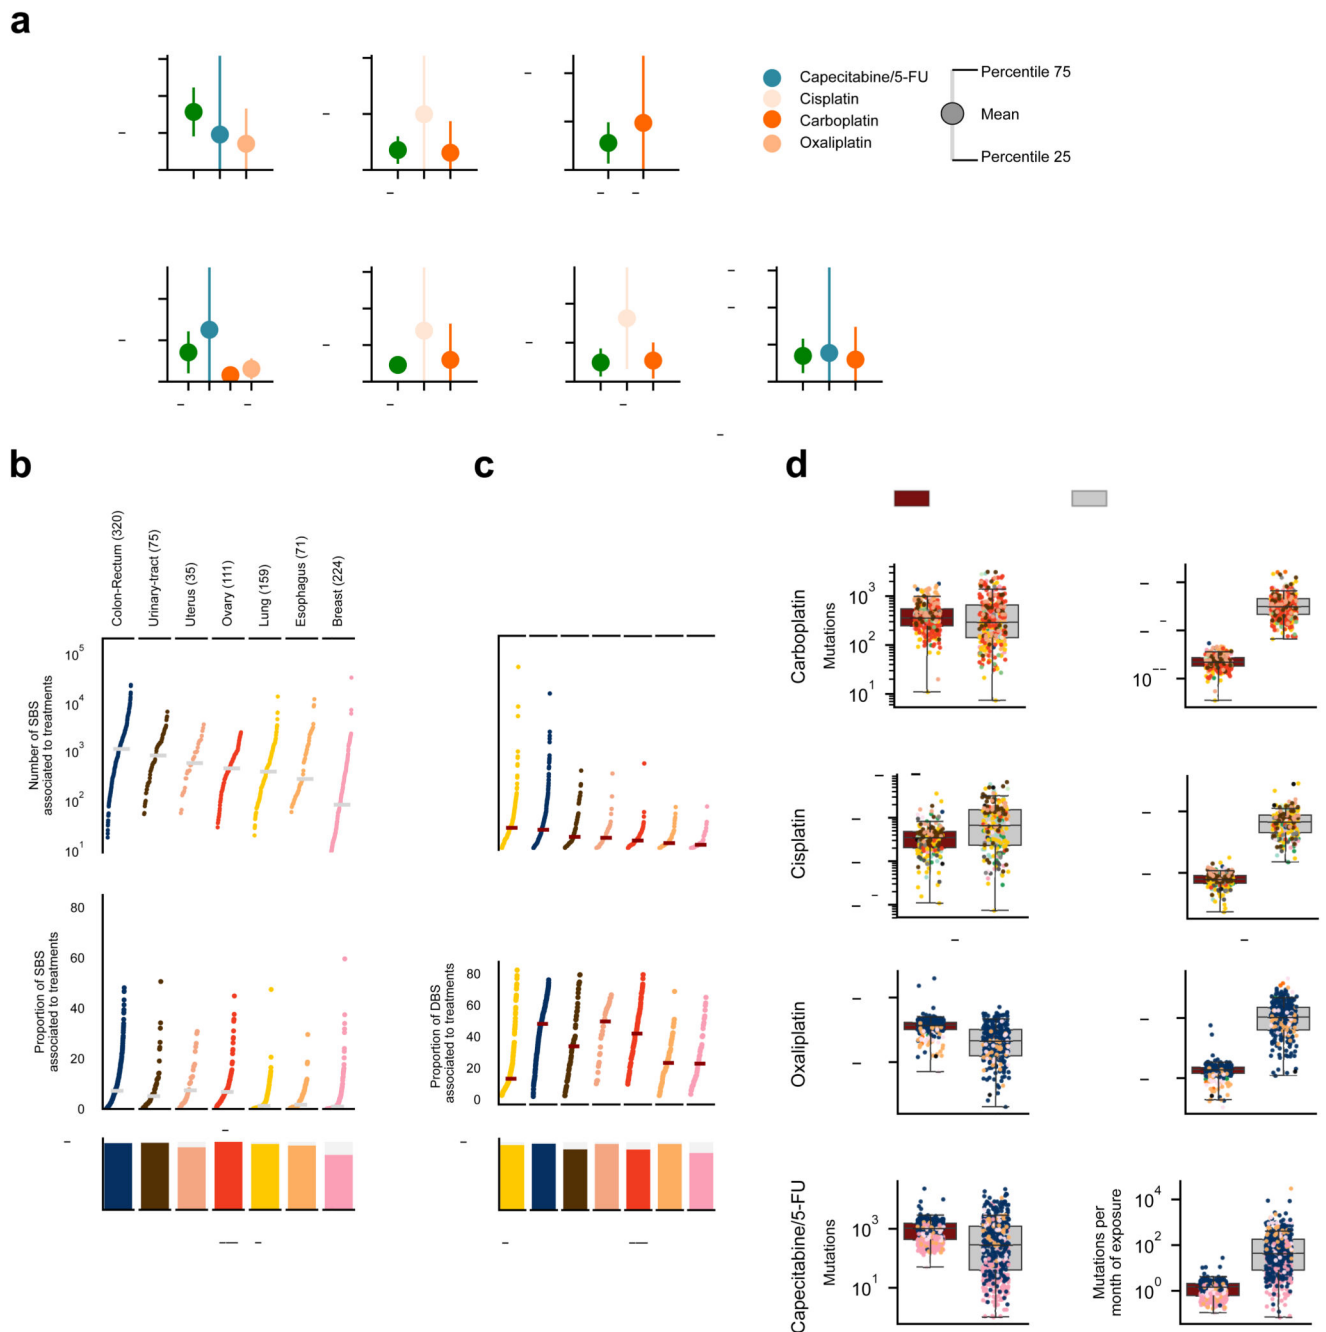 a
Capecitabine/5-FU
Cisplatin
Carboplatin
Oxaliplatin
Percentile 75
Mean
Percentile 25
b
Colon-Rectum (320)
Urinary-tract (75)
Uterus (35)
Ovary (111)
Lung (159)
Esophagus (71)
Breast (224)
Number of SBS
associated to treatments
10^5
10^4
10^3
10^2
10^1
Proportion of SBS
associated to treatments
80
60
40
20
0
c
Proportion of DBS
associated to treatments
80
60
40
20
0
d
Carboplatin
Mutations
10^3
10^2
10^1
10^--
Cisplatin
Oxaliplatin
Capecitabine/5-FU
Mutations
10^3
10^1
Mutations per
month of exposure
10^4
10^2
10^0